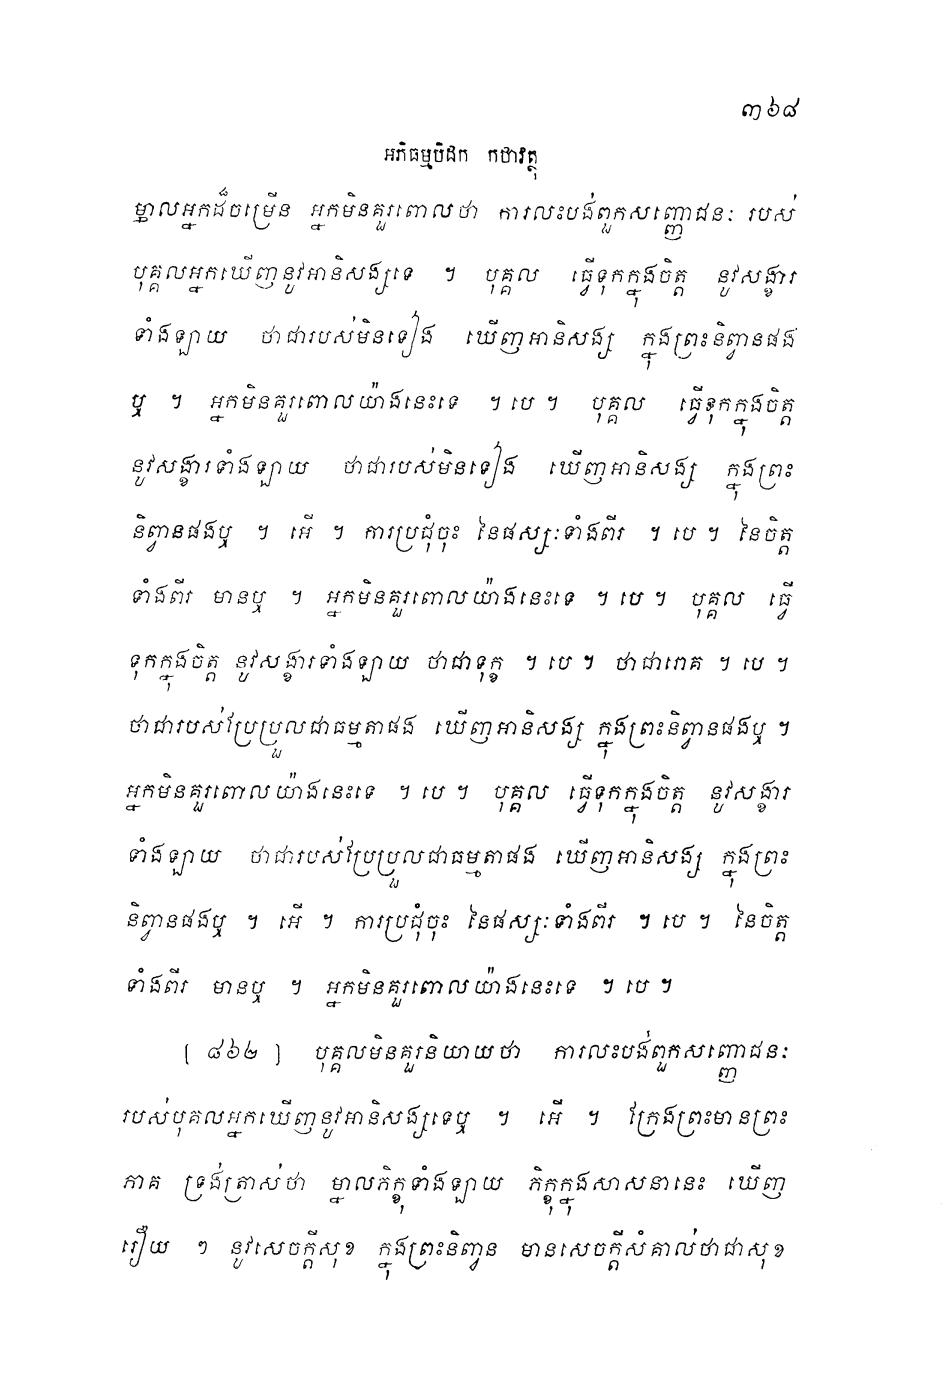 ៣៦៨
អភិធម្មបិដក កថាវត្ថុ
ម្នាលអ្នកដ៏ចម្រើន អ្នកមិនគួរពោលថា ការលះបង់ពួកសញ្ញោជនៈ របស់
បុគ្គលអ្នកឃើញនូវអានិសង្សទេ ។ បុគ្គល ធ្វើទុកក្នុងចិត្ត នូវសង្ខារ
ទាំងឡាយ ថាជារបស់មិនទៀង ឃើញអានិសង្ស ក្នុងព្រះនិព្វានផង
ឬ ។ អ្នកមិនគួរពោលយ៉ាងនេះទេ ។ បេ ។ បុគ្គល ធ្វើទុកក្នុងចិត្ត
នូវសង្ខារទាំងឡាយ ថាជារបស់មិនទៀង ឃើញអានិសង្ស ក្នុងព្រះ
និព្វានផងឬ ។ អើ ។ ការប្រជុំចុះ នៃផស្សៈទាំងពីរ ។ បេ ។ នៃចិត្ត
ទាំងពីរ មានឬ ។ អ្នកមិនគួរពោលយ៉ាងនេះទេ ។ បេ ។ បុគ្គល ធ្វើ
ទុកក្នុងចិត្ត នូវសង្ខារទាំងឡាយ ថាជាទុក្ខ ។ បេ ។ ថាជារោគ ។ បេ ។
ថាជារបស់ប្រែប្រួលជាធម្មតាផង ឃើញអានិសង្ស ក្នុងព្រះនិព្វានផងឬ ។
អ្នកមិនគួរពោលយ៉ាងនេះទេ ។ បេ ។ បុគ្គល ធ្វើទុកក្នុងចិត្ត នូវសង្ខារ
ទាំងឡាយ ថាជារបស់ប្រែប្រួលជាធម្មតាផង ឃើញអានិសង្ស ក្នុងព្រះ
និព្វានផងឬ ។ អើ ។ ការប្រជុំចុះ នៃផស្សៈទាំងពីរ ។ បេ ។ នៃចិត្ត
ទាំងពីរ មានឬ ។ អ្នកមិនគួរពោលយ៉ាងនេះទេ ។ បេ ។
[ ៨៦២ ] បុគ្គលមិនគួរនិយាយថា ការលះបង់ពួកសញ្ញោជនៈ
របស់បុគលអ្នកឃើញនូវអានិសង្សទេឬ ។ អើ ។ ក្រែងព្រះមានព្រះ
ភាគ ទ្រង់ត្រាស់ថា ម្នាលភិក្ខុទាំងឡាយ ភិក្ខុក្នុងសាសនានេះ ឃើញ
រឿយ ៗ នូវសេចក្តីសុខ ក្នុងព្រះនិញ្វន មានសេចក្តីសំគាល់ថាជាសុខ